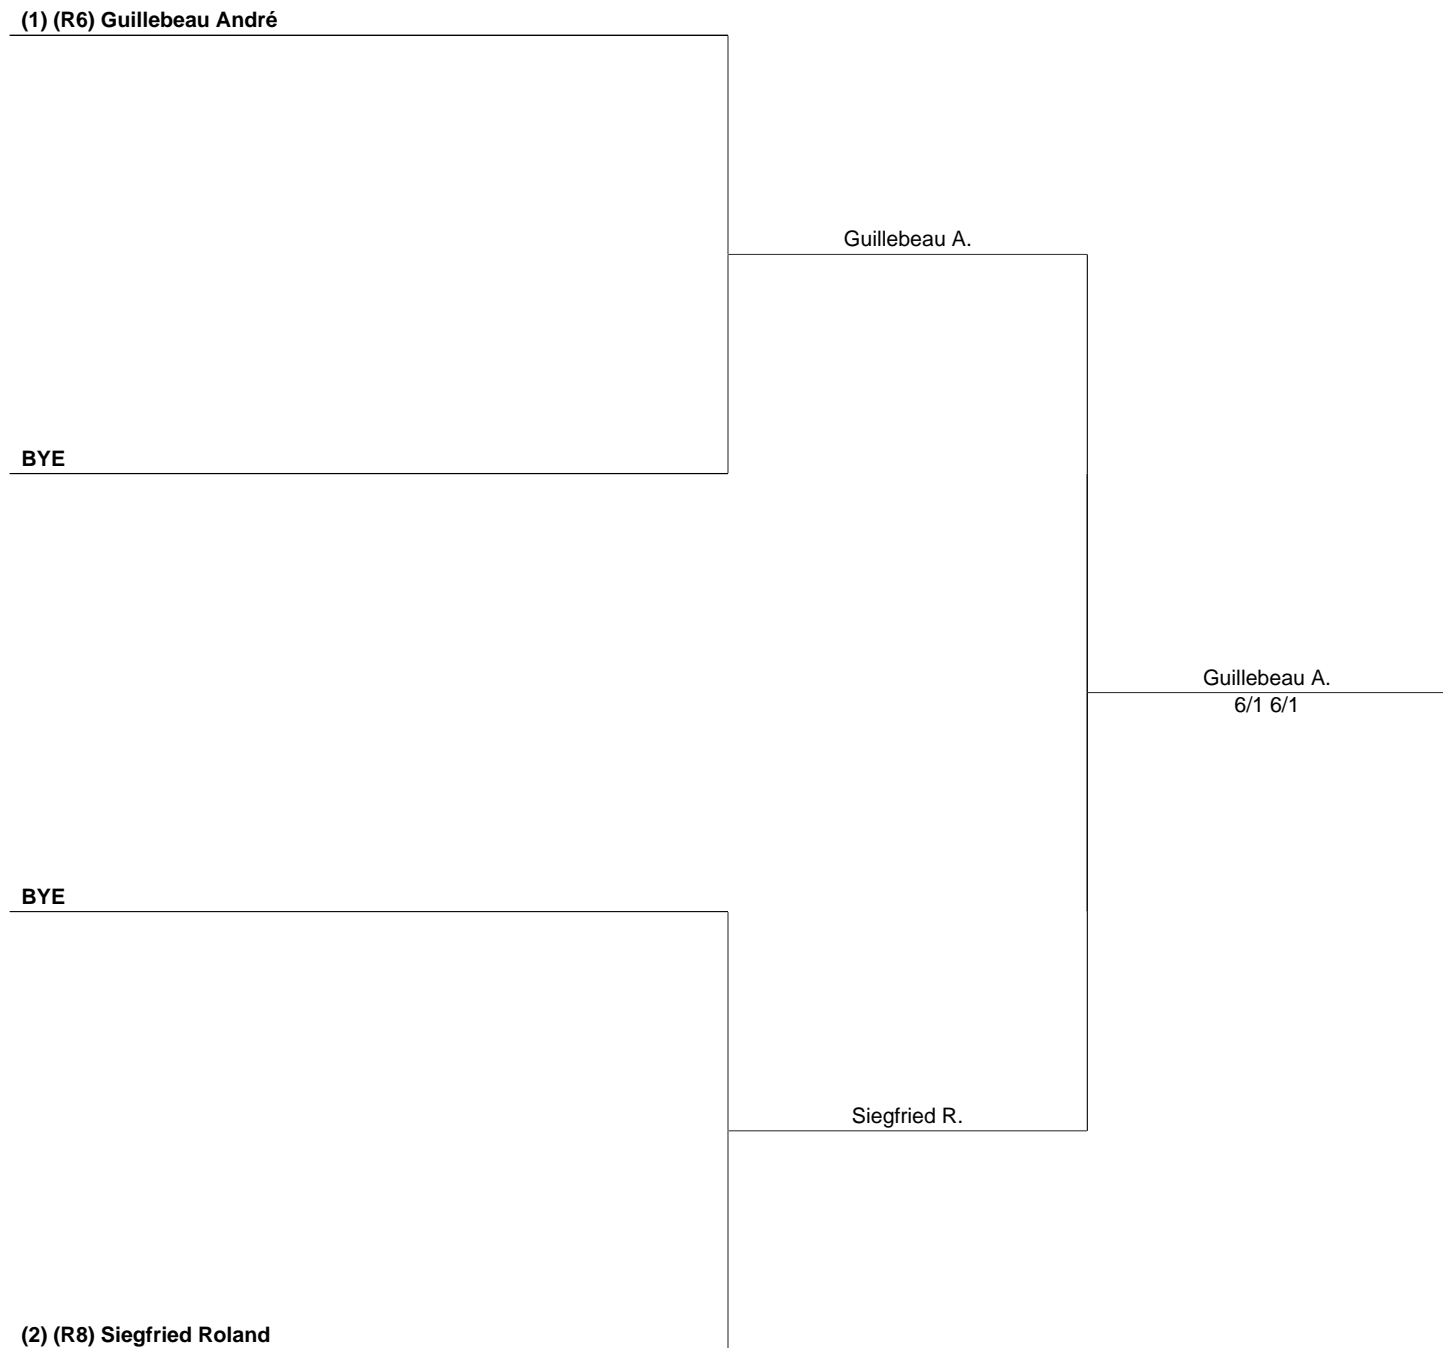 (1) (R6) Guillebeau André
Guillebeau A.
BYE
Guillebeau A.
6/1 6/1
BYE
Siegfried R.
(2) (R8) Siegfried Roland